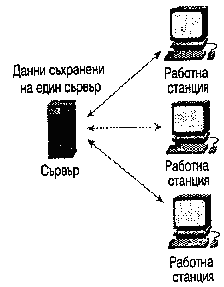 Данни съхранени
на един сървър
Сървър
Работна
станция
Работна
станция
Работна
станция